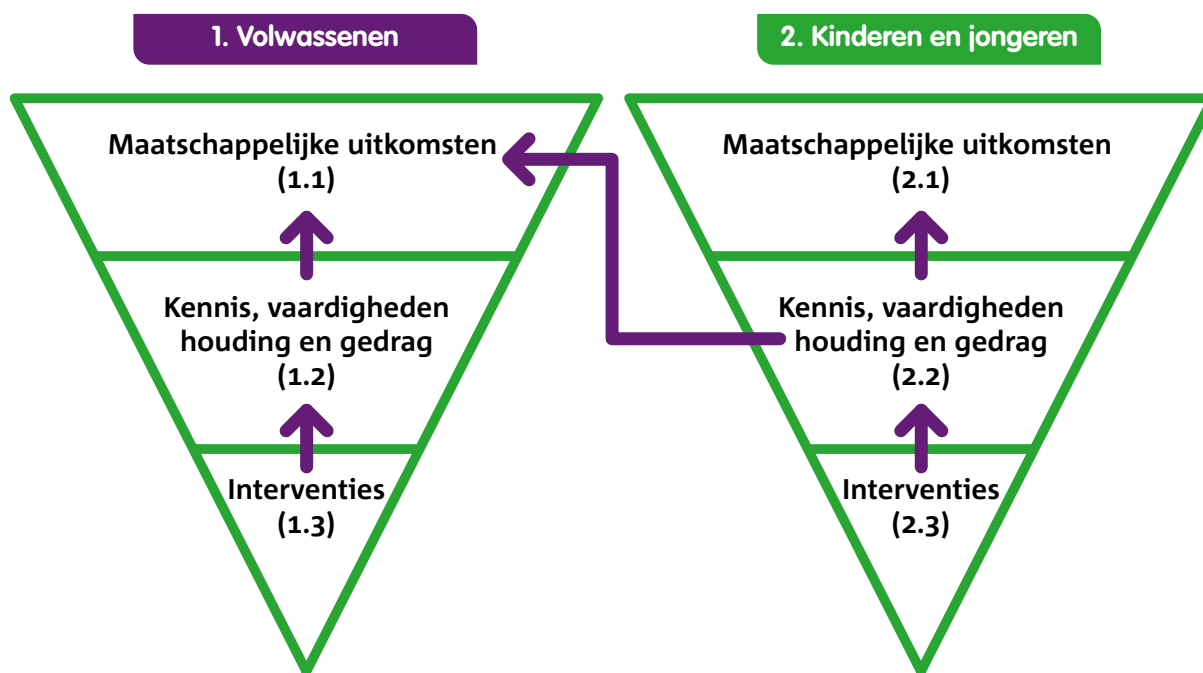 1. Volwassenen
Maatschappelijke uitkomsten
(1.1)
Kennis, vaardigheden
houding en gedrag
(1.2)
Interventies
(1.3)
2. Kinderen en jongeren
Maatschappelijke uitkomsten
(2.1)
Kennis, vaardigheden
houding en gedrag
(2.2)
Interventies
(2.3)